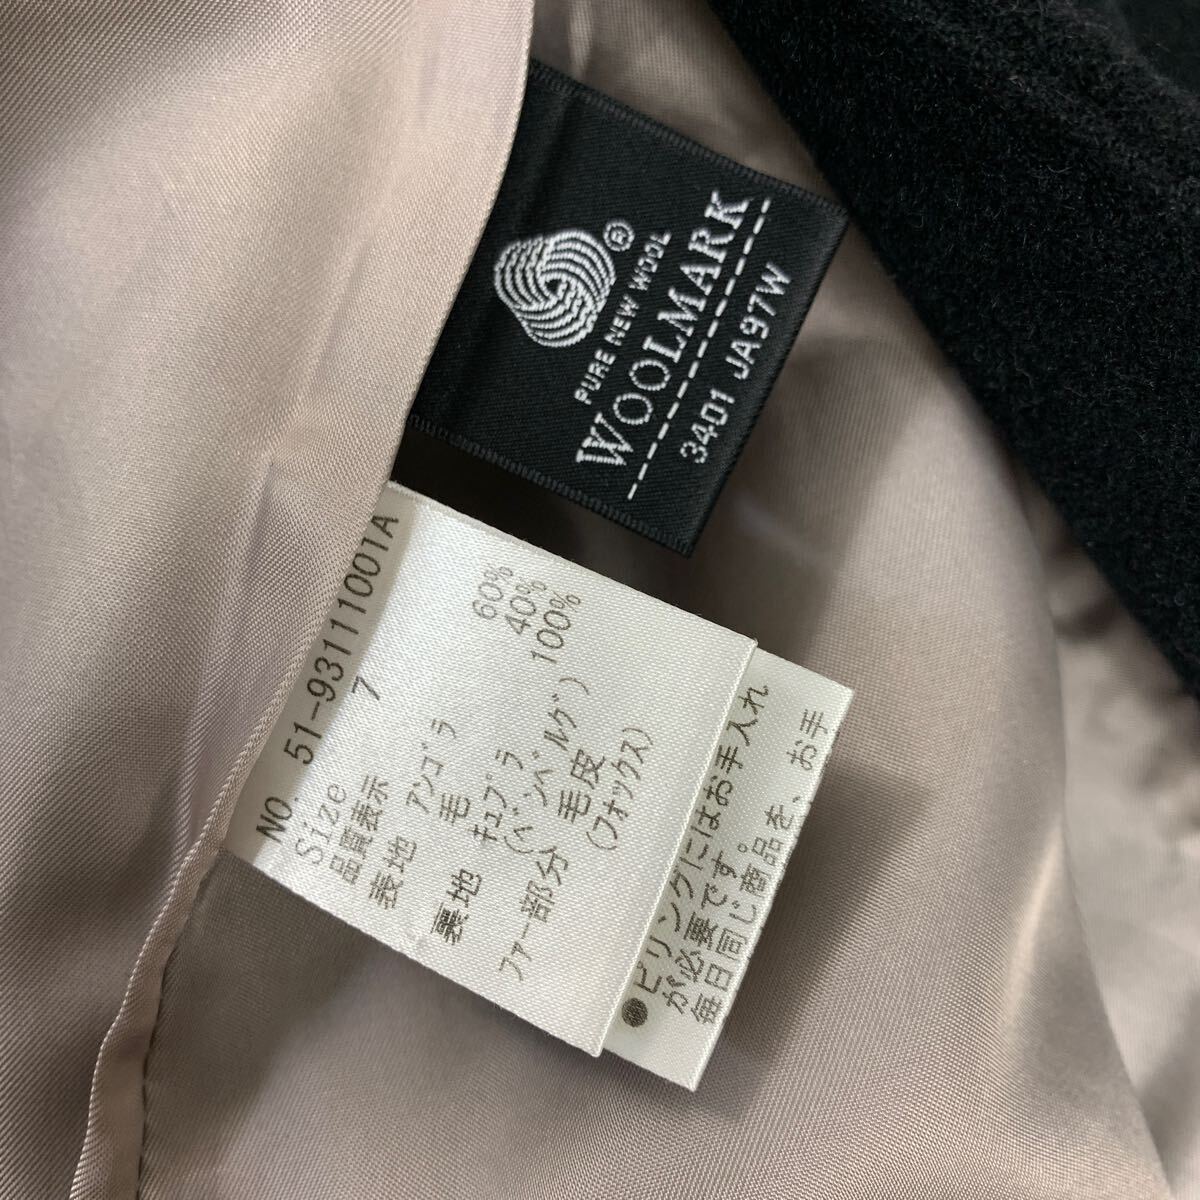 PURE NEW WOOL
WOOLMARK
3401 JA97W
NO. 51-93111001A
Size 7
品質表示
表地 アンゴラ 60%
毛 40%
裏地 キュプラ 100%
(ベンベルグ)
ファー部分 毛皮
(フォックス)
●ピリングにはお手入れ
が必要です。
毎日同じ商品を、お手